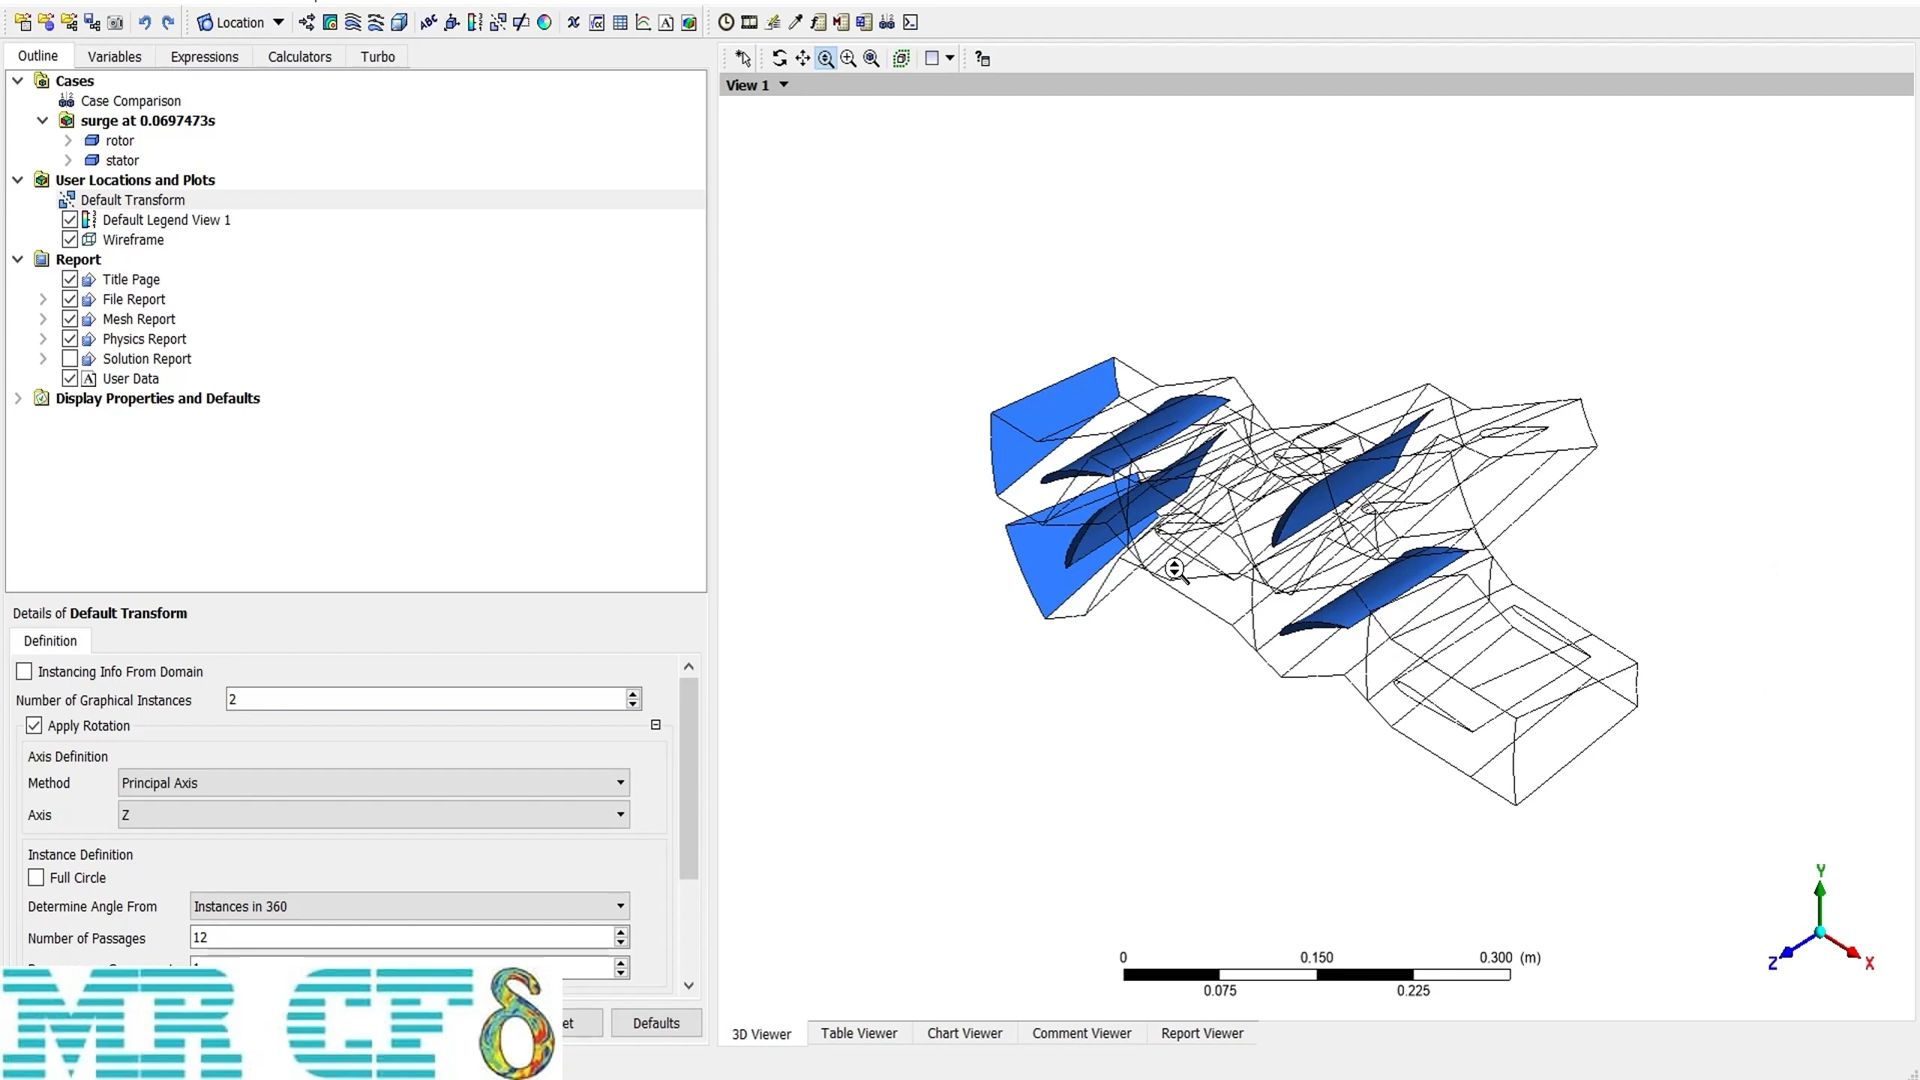 Location
Outline
Variables
Expressions
Calculators
Turbo
Cases
Case Comparison
surge at 0.0697473s
rotor
stator
User Locations and Plots
Default Transform
Default Legend View 1
Wireframe
Report
Title Page
File Report
Mesh Report
Physics Report
Solution Report
User Data
Display Properties and Defaults
Details of Default Transform
Definition
Instancing Info From Domain
Number of Graphical Instances 2
Apply Rotation
Axis Definition
Method Principal Axis
Axis Z
Instance Definition
Full Circle
Determine Angle From Instances in 360
Number of Passages 12
Defaults
MR CFD
View 1
Y
Z
X
0 0.150 0.300 (m)
0.075 0.225
3D Viewer
Table Viewer
Chart Viewer
Comment Viewer
Report Viewer